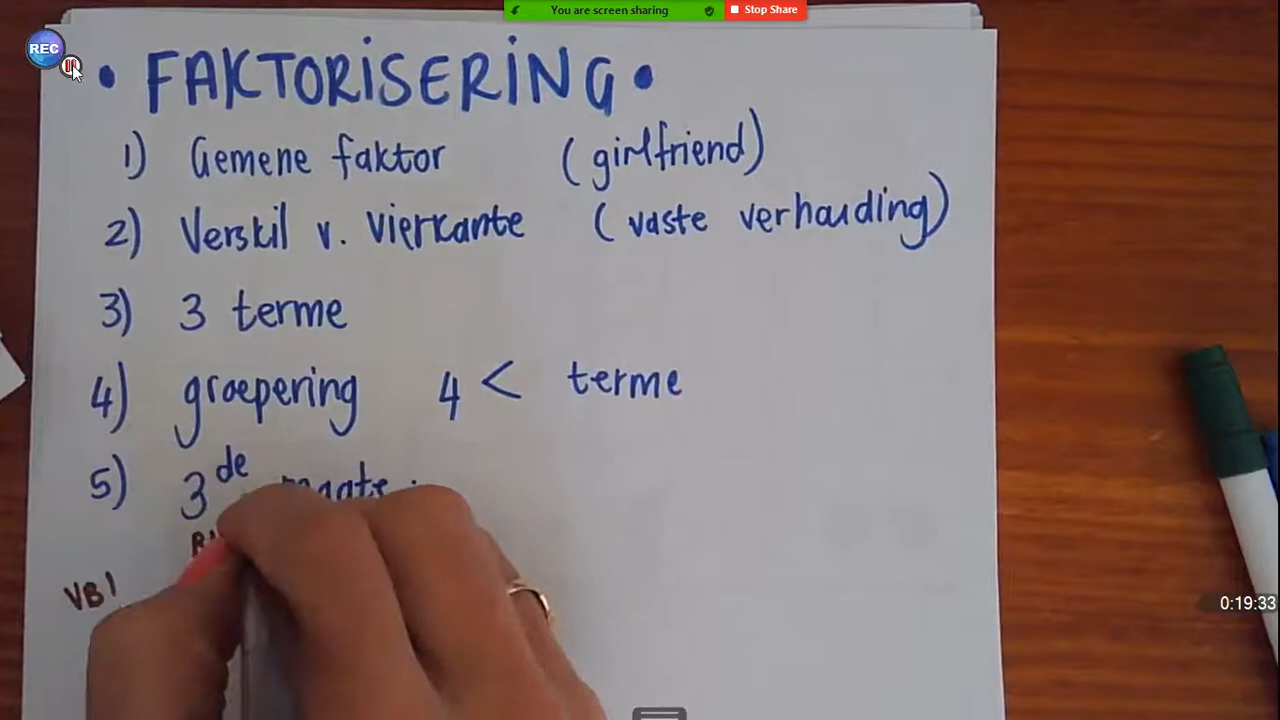 You are screen sharing Stop Share
REC
• FAKTORISERING •
1) Gemene faktor (girlfriend)
2) Verskil v. vierkante (vaste verhouding)
3) 3 terme
4) groepering 4 < terme
5) 3de
VB1
0:19:33